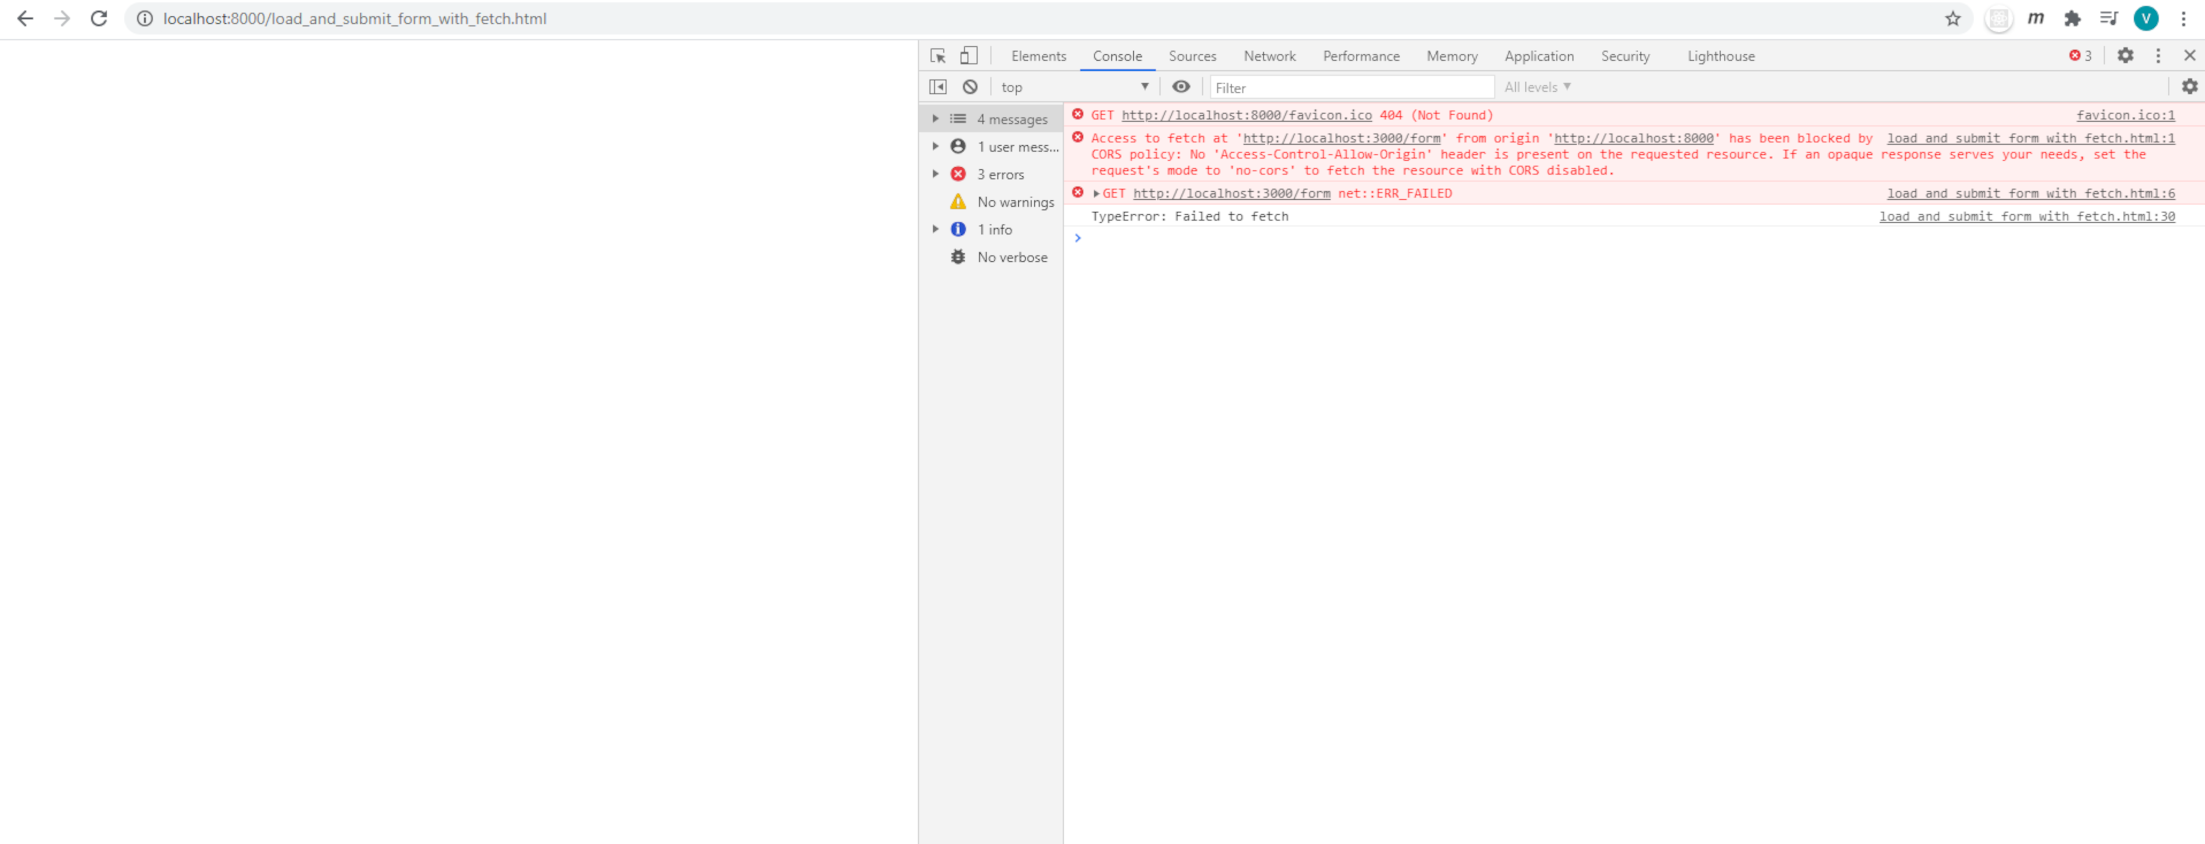 localhost:8000/load_and_submit_form_with_fetch.html
m
V
Elements Console Sources Network Performance Memory Application Security Lighthouse 3
top Filter All levels
4 messages
1 user mess...
3 errors
No warnings
1 info
No verbose
GET http://localhost:8000/favicon.ico 404 (Not Found) favicon.ico:1
Access to fetch at 'http://localhost:3000/form' from origin 'http://localhost:8000' has been blocked by load_and_submit_form_with_fetch.html:1
CORS policy: No 'Access-Control-Allow-Origin' header is present on the requested resource. If an opaque response serves your needs, set the
request's mode to 'no-cors' to fetch the resource with CORS disabled.
GET http://localhost:3000/form net::ERR_FAILED load_and_submit_form_with_fetch.html:6
TypeError: Failed to fetch load_and_submit_form_with_fetch.html:30